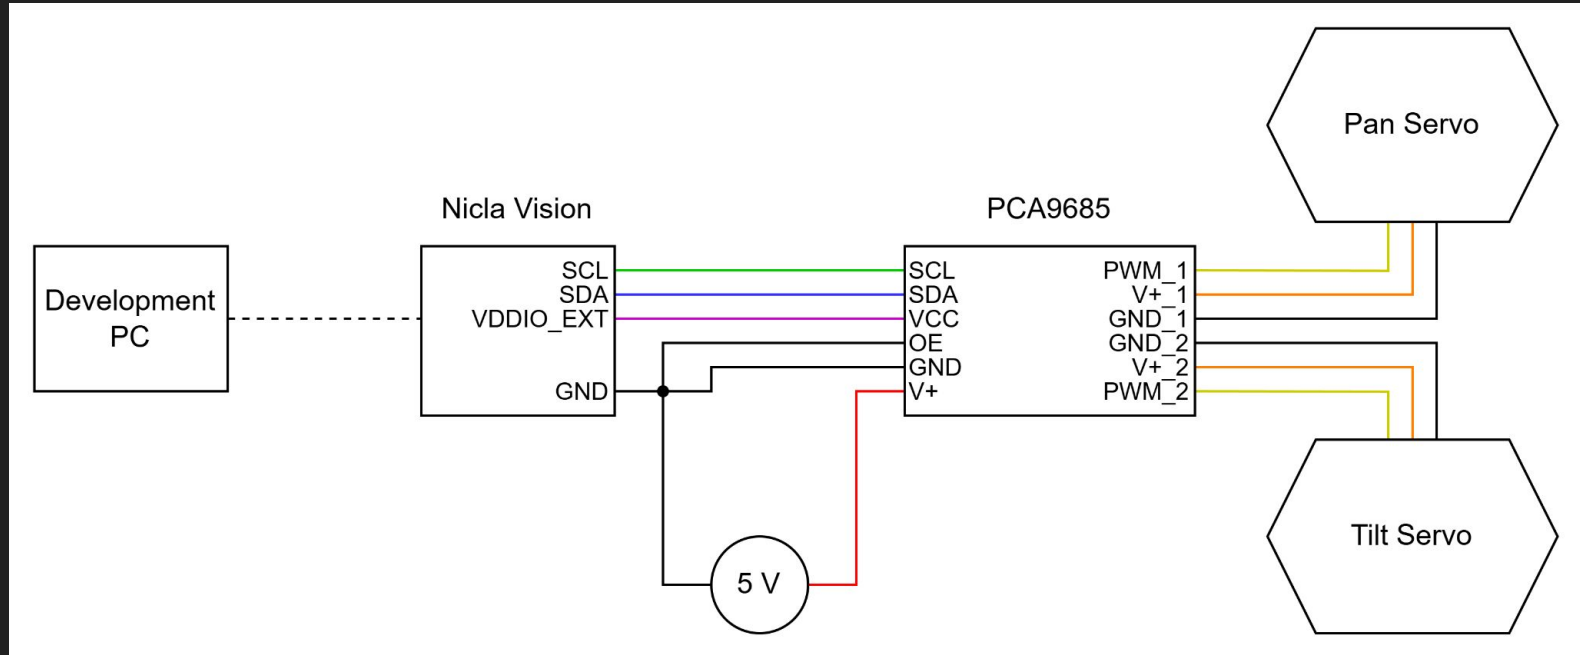 Pan Servo
Nicla Vision
PCA9685
Development
PC
SCL
SDA
VDDIO_EXT
GND
SCL
SDA
VCC
OE
GND
V+
PWM_1
V+_1
GND_1
GND_2
V+_2
PWM_2
5 V
Tilt Servo